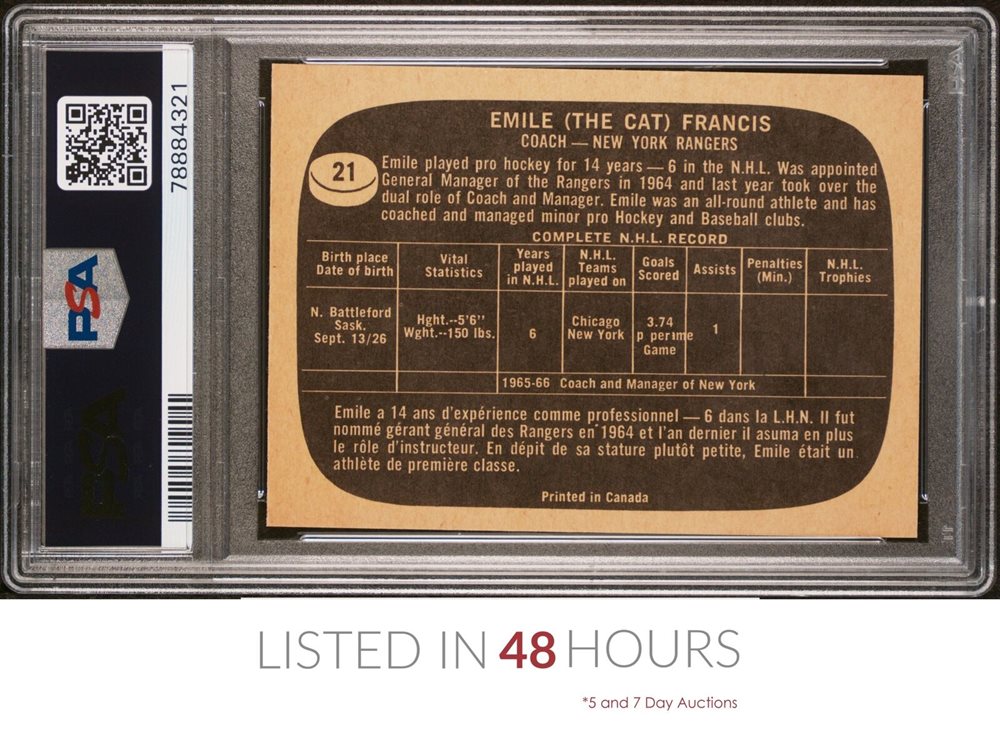 78884321
PSA
PSA
EMILE (THE CAT) FRANCIS
COACH — NEW YORK RANGERS
21
Emile played pro hockey for 14 years — 6 in the N.H.L. Was appointed
General Manager of the Rangers in 1964 and last year took over the
dual role of Coach and Manager. Emile was an all-round athlete and has
coached and managed minor pro Hockey and Baseball clubs.
COMPLETE N.H.L. RECORD
Birth place
Date of birth
Vital
Statistics
Years
played
in N.H.L.
N.H.L.
Teams
played on
Goals
Scored
Assists
Penalties
(Min.)
N.H.L.
Trophies
N. Battleford
Sask.
Sept. 13/26
Hght.--5'6"
Wght.--150 lbs.
6
Chicago
New York
3.74
p perime
Game
1
1965-66 Coach and Manager of New York
Emile a 14 ans d'expérience comme professionnel — 6 dans la L.H.N. Il fut
nommé gérant général des Rangers en 1964 et l'an dernier il asuma en plus
le rôle d'instructeur. En dépit de sa stature plutôt petite, Emile était un
athlète de première classe.
Printed in Canada
LISTED IN 48 HOURS
*5 and 7 Day Auctions